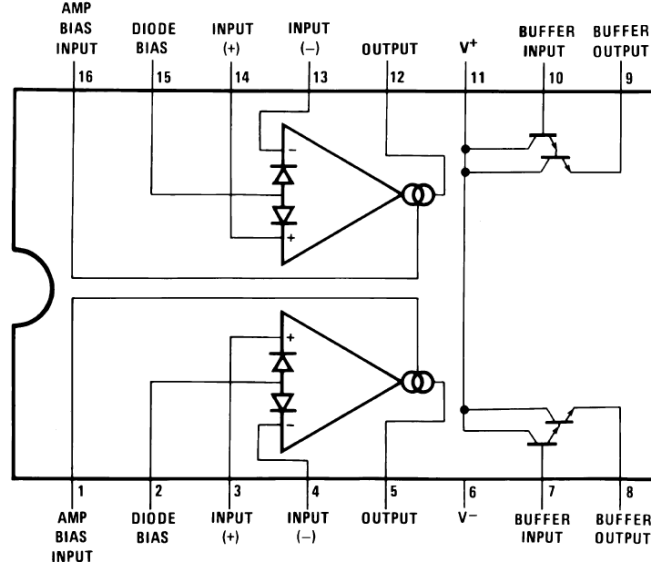 AMP
BIAS
INPUT
DIODE
BIAS
INPUT
(+)
INPUT
(−)
OUTPUT
V+
BUFFER
INPUT
BUFFER
OUTPUT
16 15 14 13 12 11 10 9
−
+
+
−
1 2 3 4 5 6 7 8
AMP
BIAS
INPUT
DIODE
BIAS
INPUT
(+)
INPUT
(−)
OUTPUT
V−
BUFFER
INPUT
BUFFER
OUTPUT